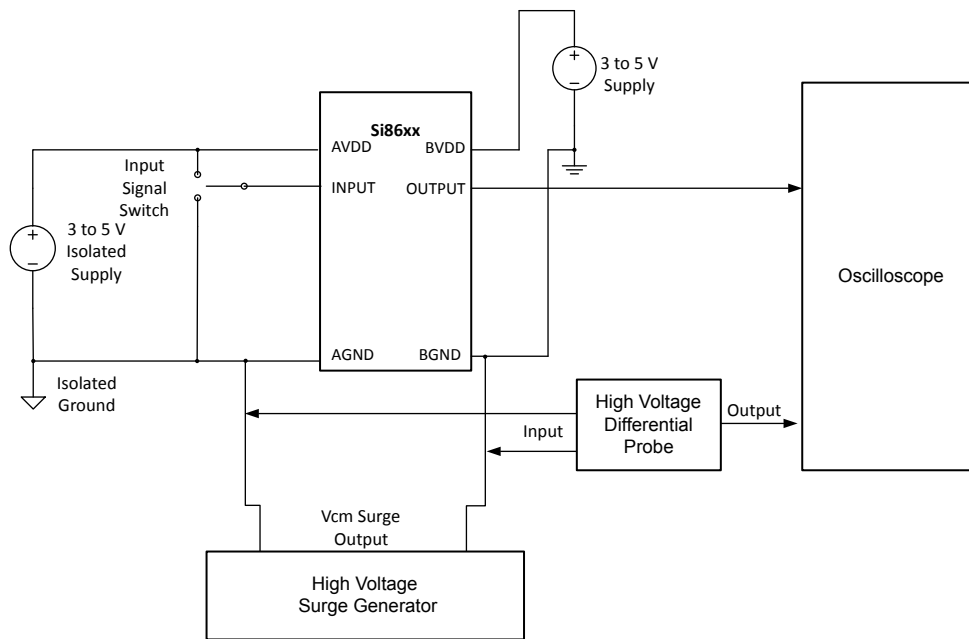 3 to 5 V
Supply
Si86xx
AVDD
BVDD
Input
Signal
Switch
INPUT
OUTPUT
+
−
3 to 5 V
Isolated
Supply
+
−
Oscilloscope
AGND
BGND
Isolated
Ground
High Voltage
Differential
Probe
Input
Output
Vcm Surge
Output
High Voltage
Surge Generator